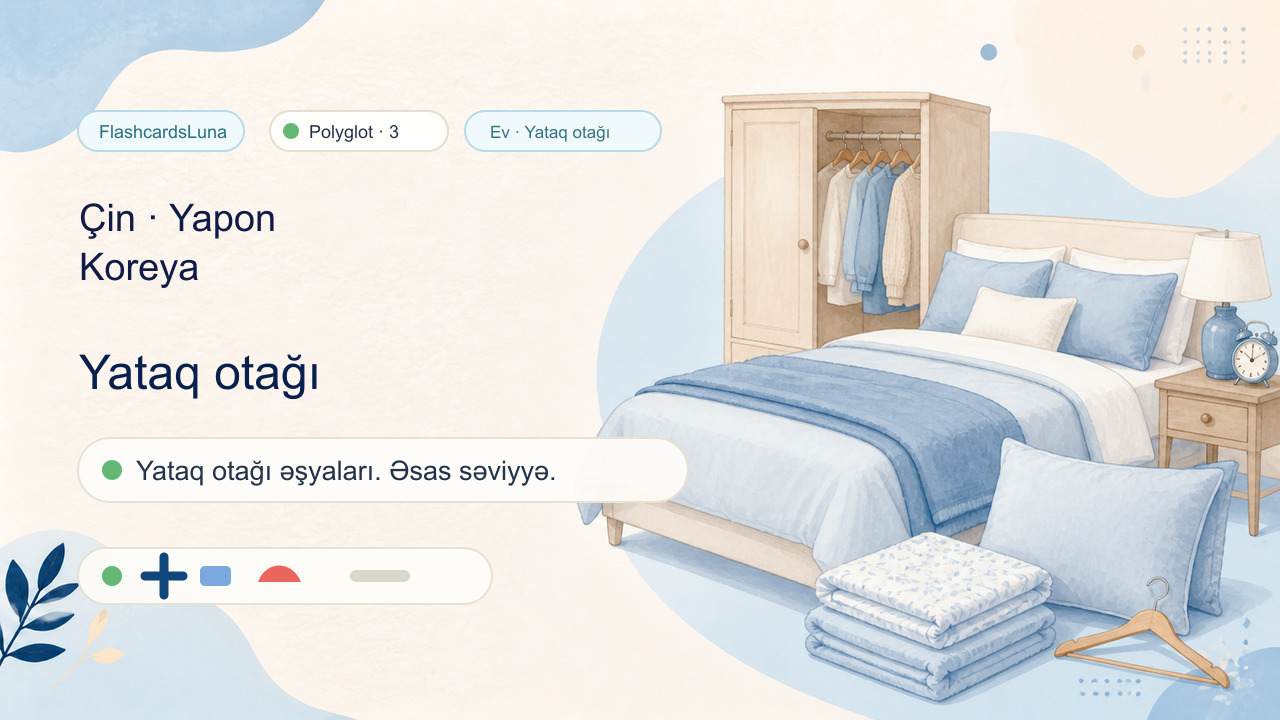 FlashcardsLuna
Polyglot · 3
Ev · Yataq otağı
Çin · Yapon
Koreya
Yataq otağı
Yataq otağı əşyaları. Əsas səviyyə.